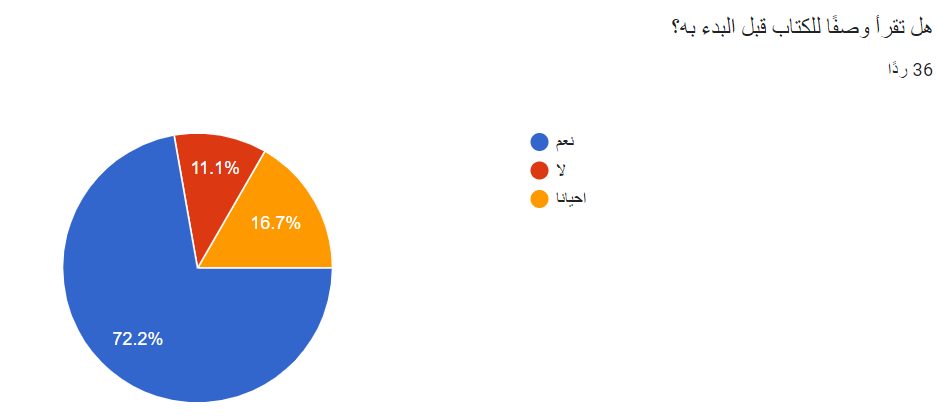 هل تقرأ وصفًا للكتاب قبل البدء به؟
36 ردًا
نعم
لا
احيانا
11.1%
16.7%
72.2%